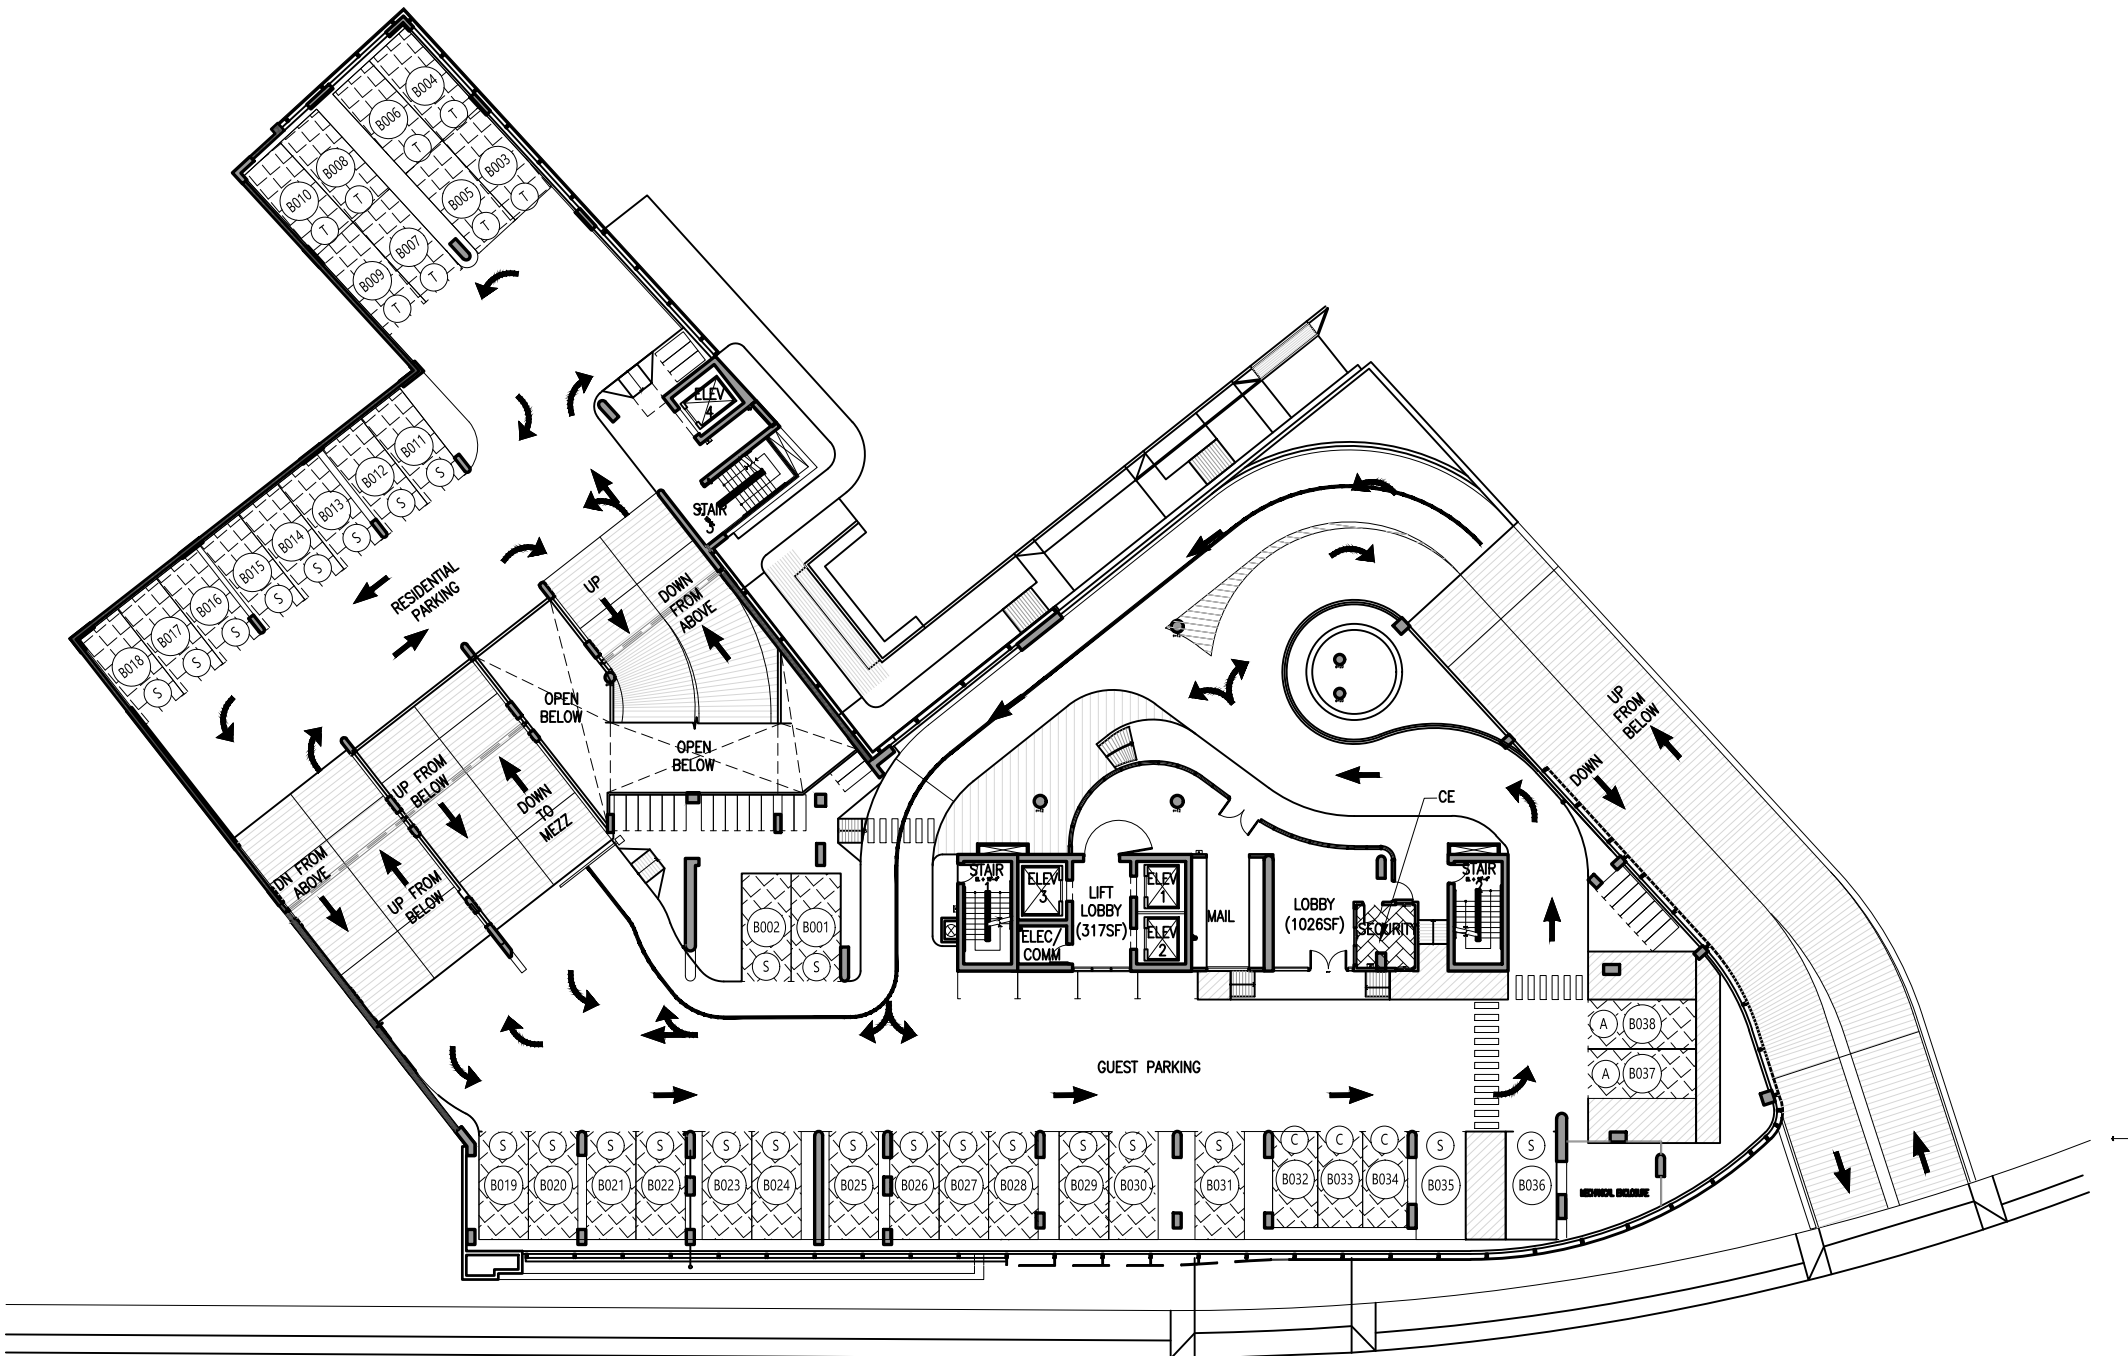 B004
T
B006
T
B003
T
B005
T
B008
T
B010
T
B007
T
B009
T
ELEV
4
STAIR
3
B011
S
B012
S
B013
S
B014
S
B015
S
B016
S
B017
S
B018
S
RESIDENTIAL
PARKING
UP
DOWN
FROM
ABOVE
OPEN
BELOW
OPEN
BELOW
UP FROM
BELOW
DOWN
TO
MEZZ
DN FROM
ABOVE
UP FROM
BELOW
UP
FROM
BELOW
DOWN
CE
B002
S
B001
S
STAIR
1
ELEV
3
ELEC/
COMM
LIFT
LOBBY
(317SF)
ELEV
1
ELEV
2
MAIL
LOBBY
(1026SF)
SECURITY
STAIR
2
A
B038
A
B037
GUEST PARKING
S
B019
S
B020
S
B021
S
B022
S
B023
S
B024
S
B025
S
B026
S
B027
S
B028
S
B029
S
B030
S
B031
C
B032
C
B033
C
B034
S
B035
S
B036